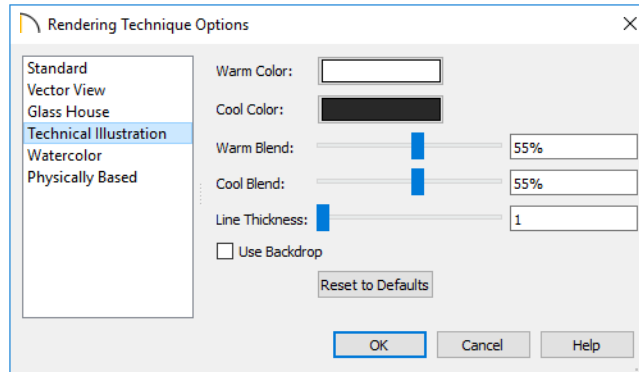 Rendering Technique Options
Standard
Vector View
Glass House
Technical Illustration
Watercolor
Physically Based
Warm Color:
Cool Color:
Warm Blend: 55%
Cool Blend: 55%
Line Thickness: 1
Use Backdrop
Reset to Defaults
OK Cancel Help